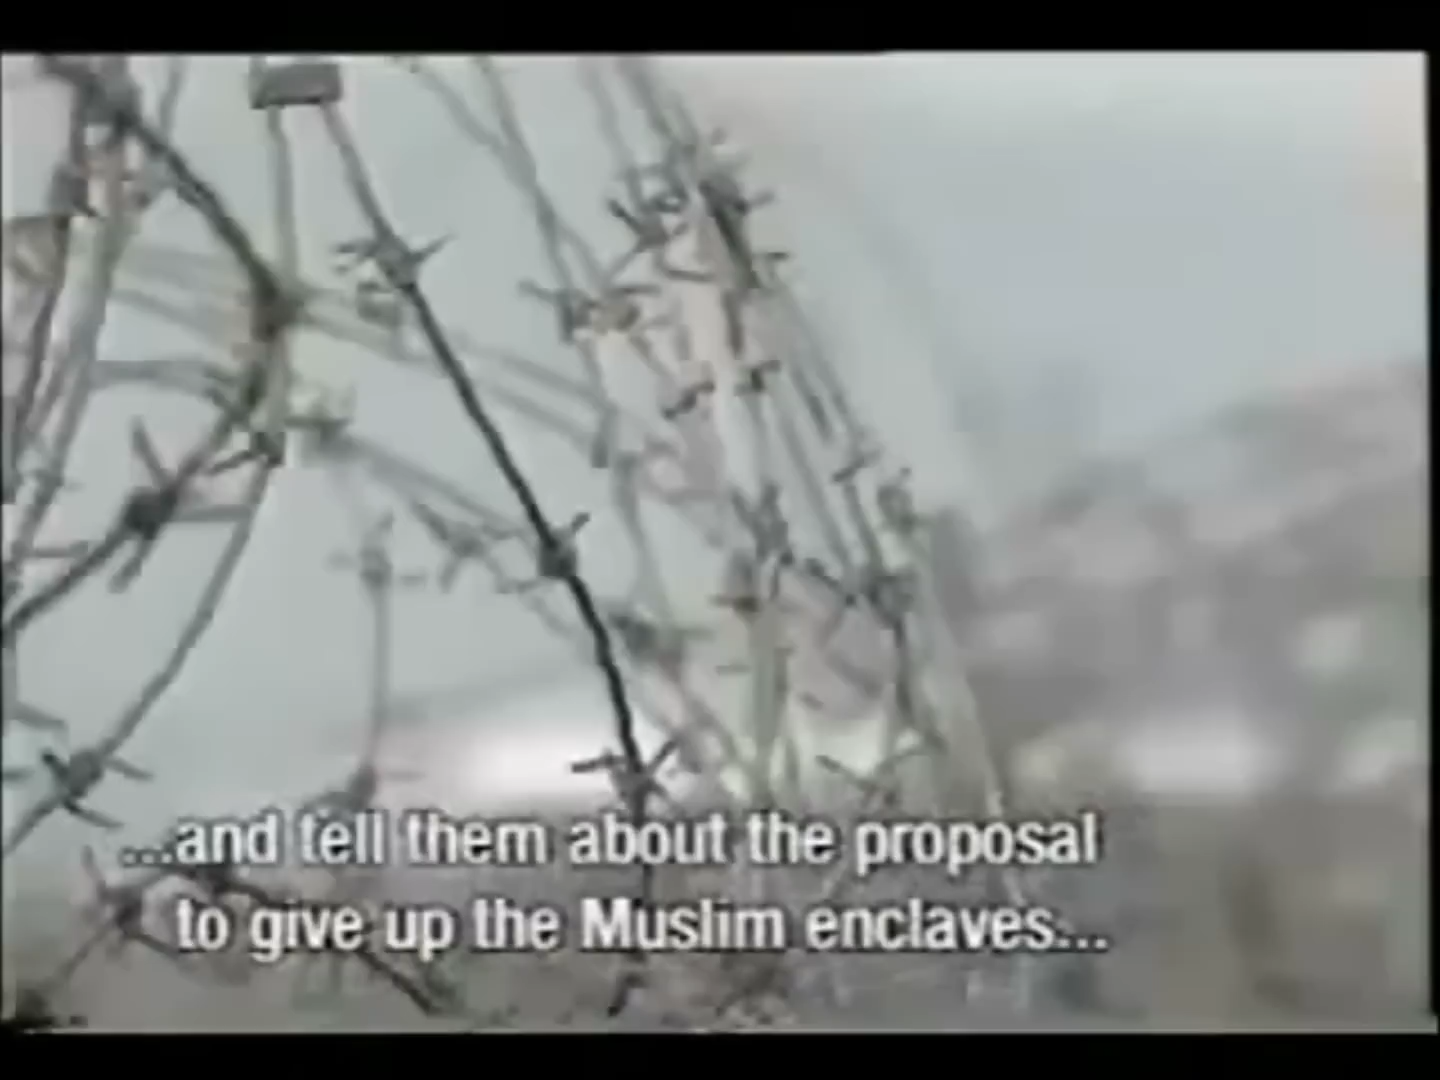 ...and tell them about the proposal
to give up the Muslim enclaves...